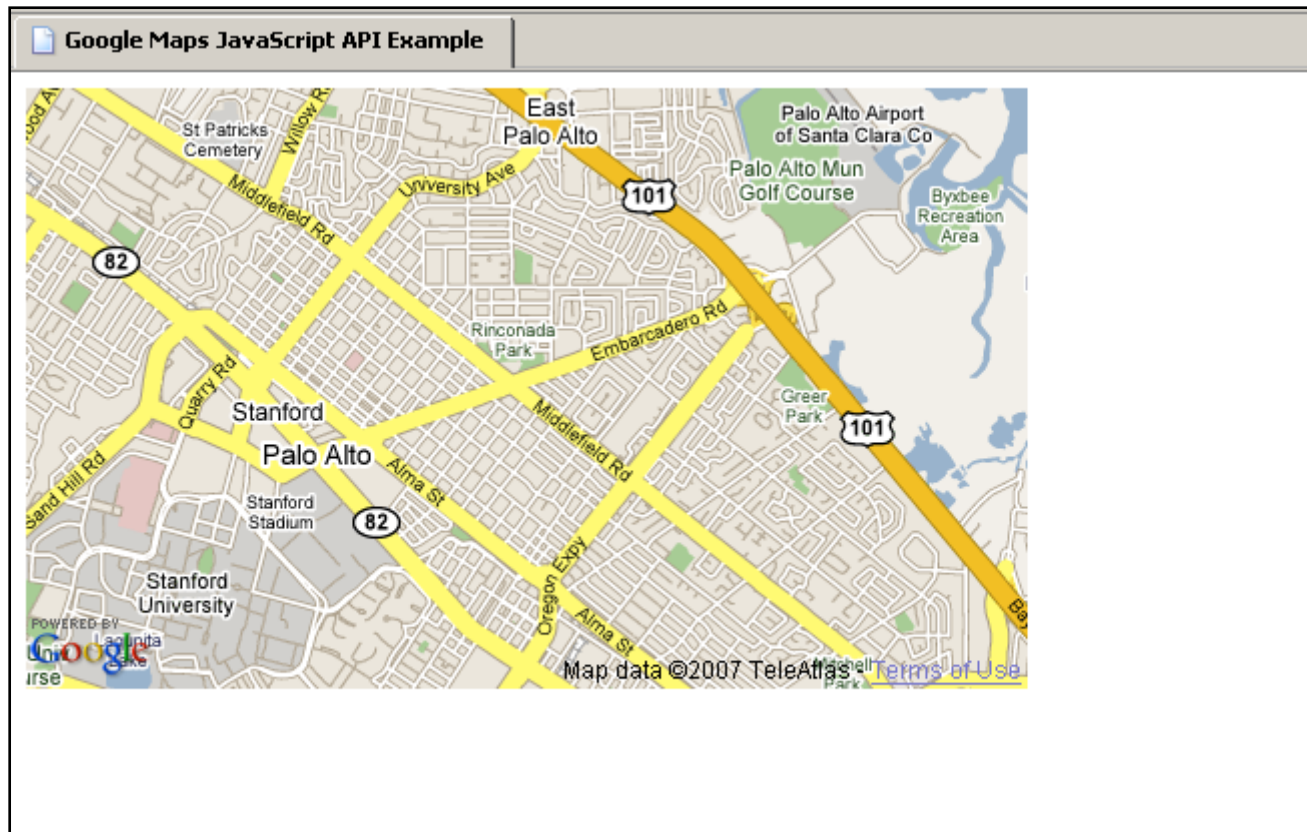 Google Maps JavaScript API Example
East
Palo Alto
Palo Alto Airport
of Santa Clara Co
St Patricks
Cemetery
Willow
Palo Alto Mun
Golf Course
University Ave
Middlefield Rd
101
Byxbee
Recreation
Area
82
Rinconada
Park
Embarcadero Rd
Quarry Rd
Greer
Park
Stanford
Middlefield Rd
101
Palo Alto
Alma St
Sand Hill Rd
Stanford
Stadium
82
Oregon Expy
Stanford
University
Alma St
POWERED BY
Google
Map data ©2007 TeleAtlas - Terms of Use
Park